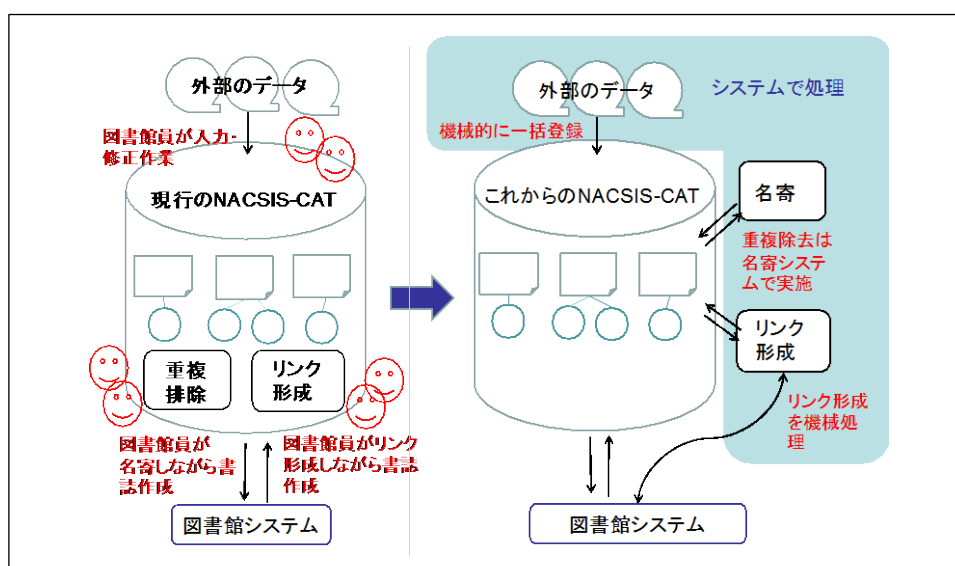 外部のデータ
図書館員が入力・
修正作業
現行のNACSIS-CAT
重複
排除
リンク
形成
図書館員が
名寄しながら書
誌作成
図書館員がリンク
形成しながら書誌
作成
図書館システム
システムで処理
外部のデータ
機械的に一括登録
これからのNACSIS-CAT
名寄
重複除去は
名寄システ
ムで実施
リンク
形成
リンク形成
を機械処
理
図書館システム